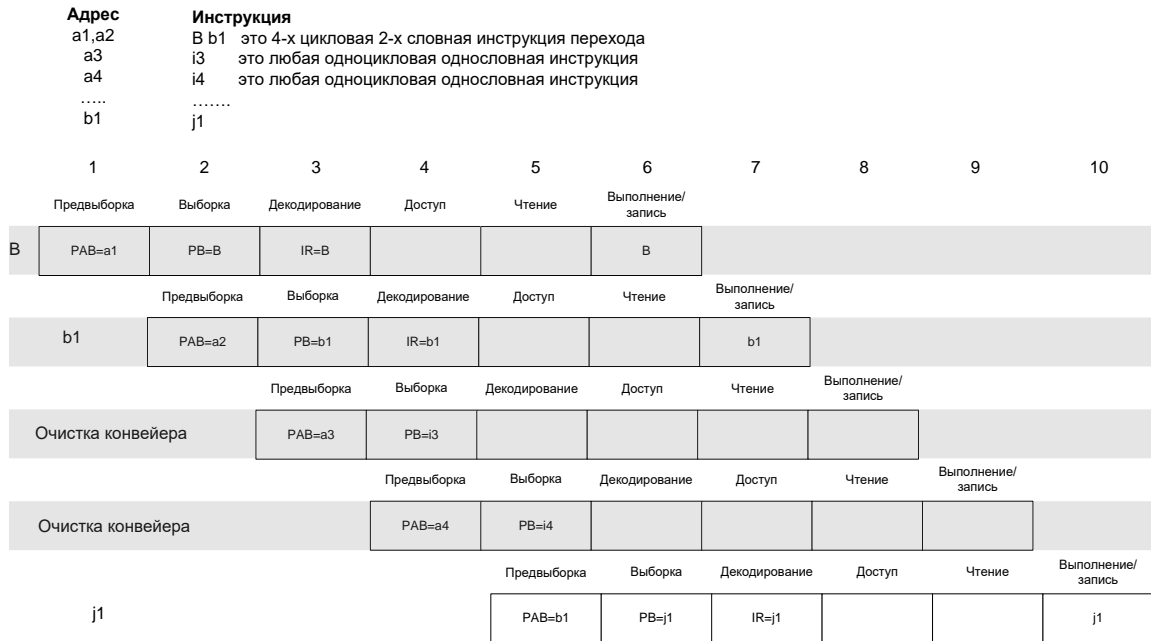 Адрес Инструкция
a1,a2 B b1 это 4-х цикловая 2-х словная инструкция перехода
a3 i3 это любая одноцикловая однословная инструкция
a4 i4 это любая одноцикловая однословная инструкция
..... .......
b1 j1
1 2 3 4 5 6 7 8 9 10
Предвыборка Выборка Декодирование Доступ Чтение Выполнение/
запись
B PAB=a1 PB=B IR=B B
Предвыборка Выборка Декодирование Доступ Чтение Выполнение/
запись
b1 PAB=a2 PB=b1 IR=b1 b1
Предвыборка Выборка Декодирование Доступ Чтение Выполнение/
запись
Очистка конвейера PAB=a3 PB=i3
Предвыборка Выборка Декодирование Доступ Чтение Выполнение/
запись
Очистка конвейера PAB=a4 PB=i4
Предвыборка Выборка Декодирование Доступ Чтение Выполнение/
запись
j1 PAB=b1 PB=j1 IR=j1 j1